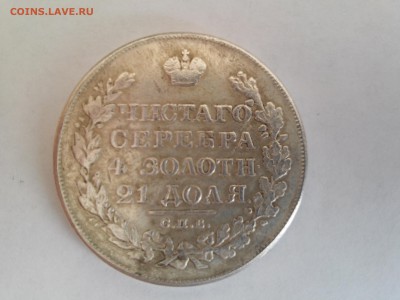 COINS.LAVE.RU
ЧИСТАГО
СЕРЕБРА
4 ЗОЛОТН
21 ДОЛЯ.
С.П.Б.